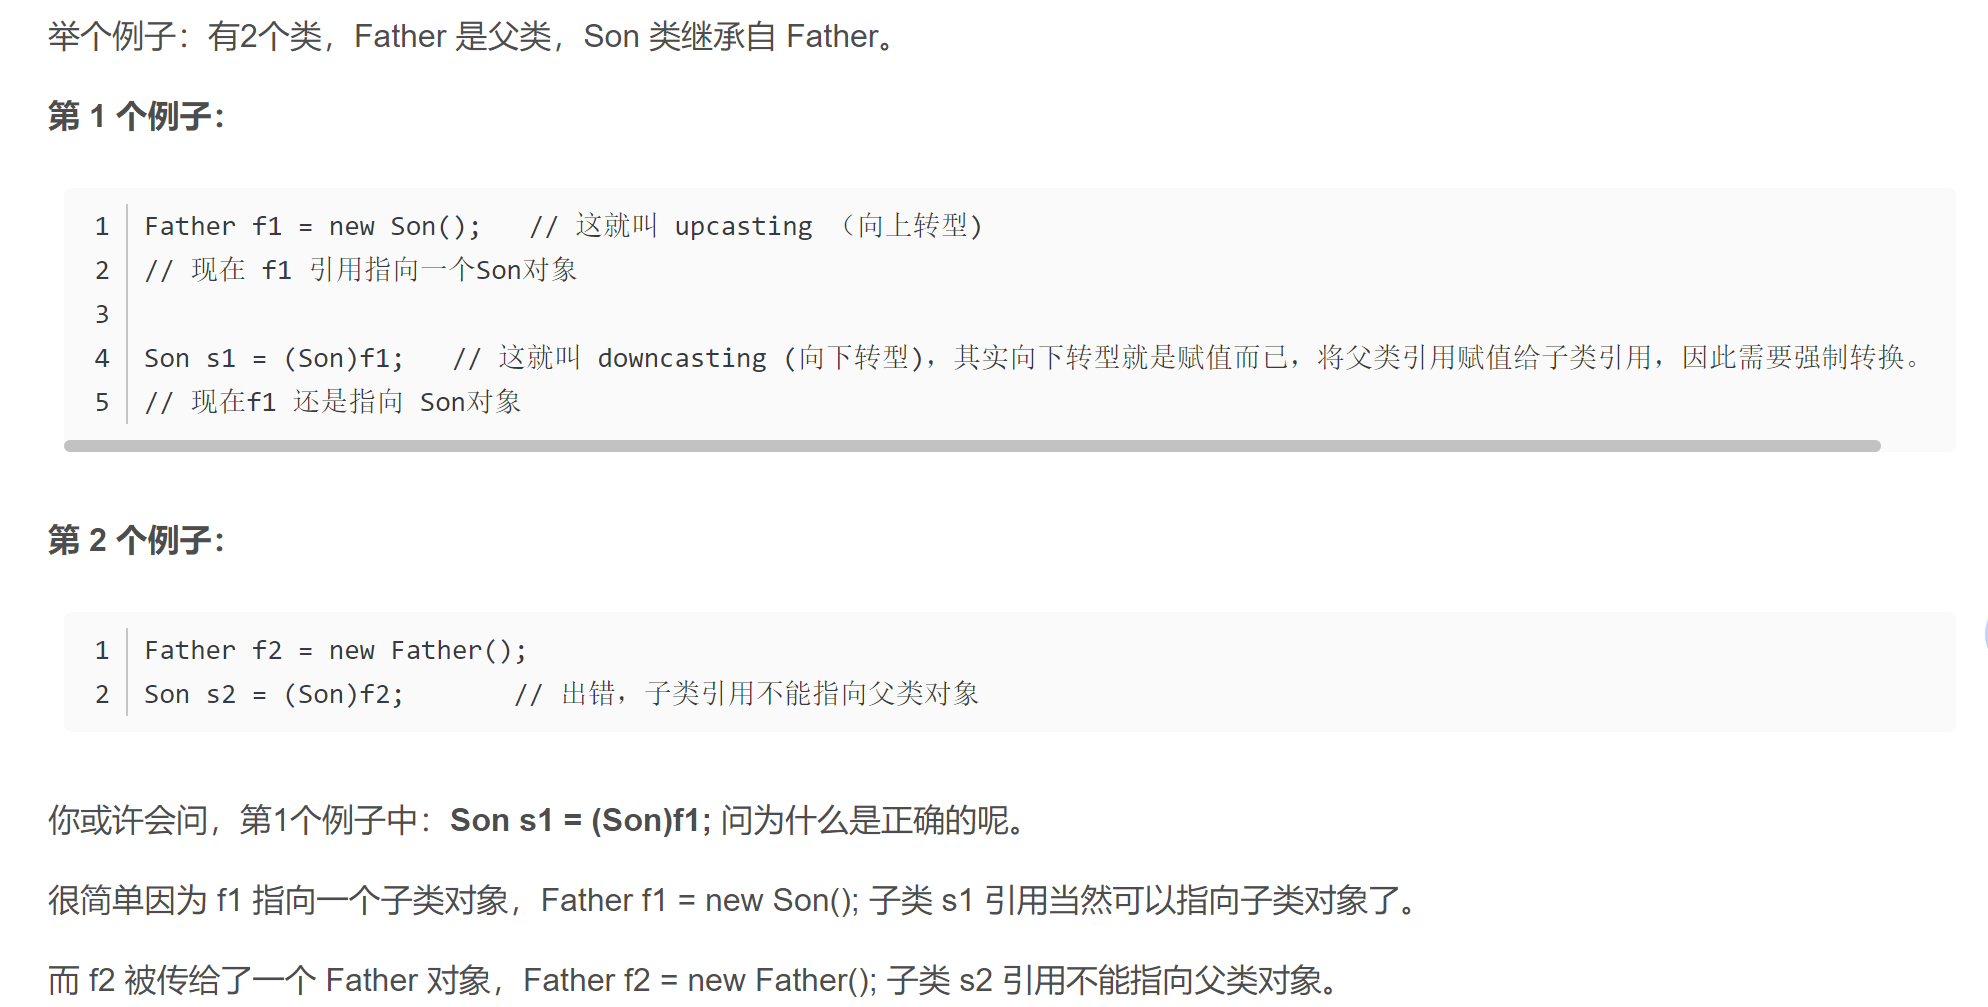 举个例子：有2个类，Father 是父类，Son 类继承自 Father。
第 1 个例子：
1 Father f1 = new Son();   // 这就叫 upcasting （向上转型)
2 // 现在 f1 引用指向一个Son对象
3
4 Son s1 = (Son)f1;   // 这就叫 downcasting (向下转型)，其实向下转型就是赋值而已，将父类引用赋值给子类引用，因此需要强制转换。
5 // 现在f1 还是指向 Son对象
第 2 个例子：
1 Father f2 = new Father();
2 Son s2 = (Son)f2;       // 出错，子类引用不能指向父类对象
你或许会问，第1个例子中：Son s1 = (Son)f1; 问为什么是正确的呢。
很简单因为 f1 指向一个子类对象，Father f1 = new Son(); 子类 s1 引用当然可以指向子类对象了。
而 f2 被传给了一个 Father 对象，Father f2 = new Father(); 子类 s2 引用不能指向父类对象。